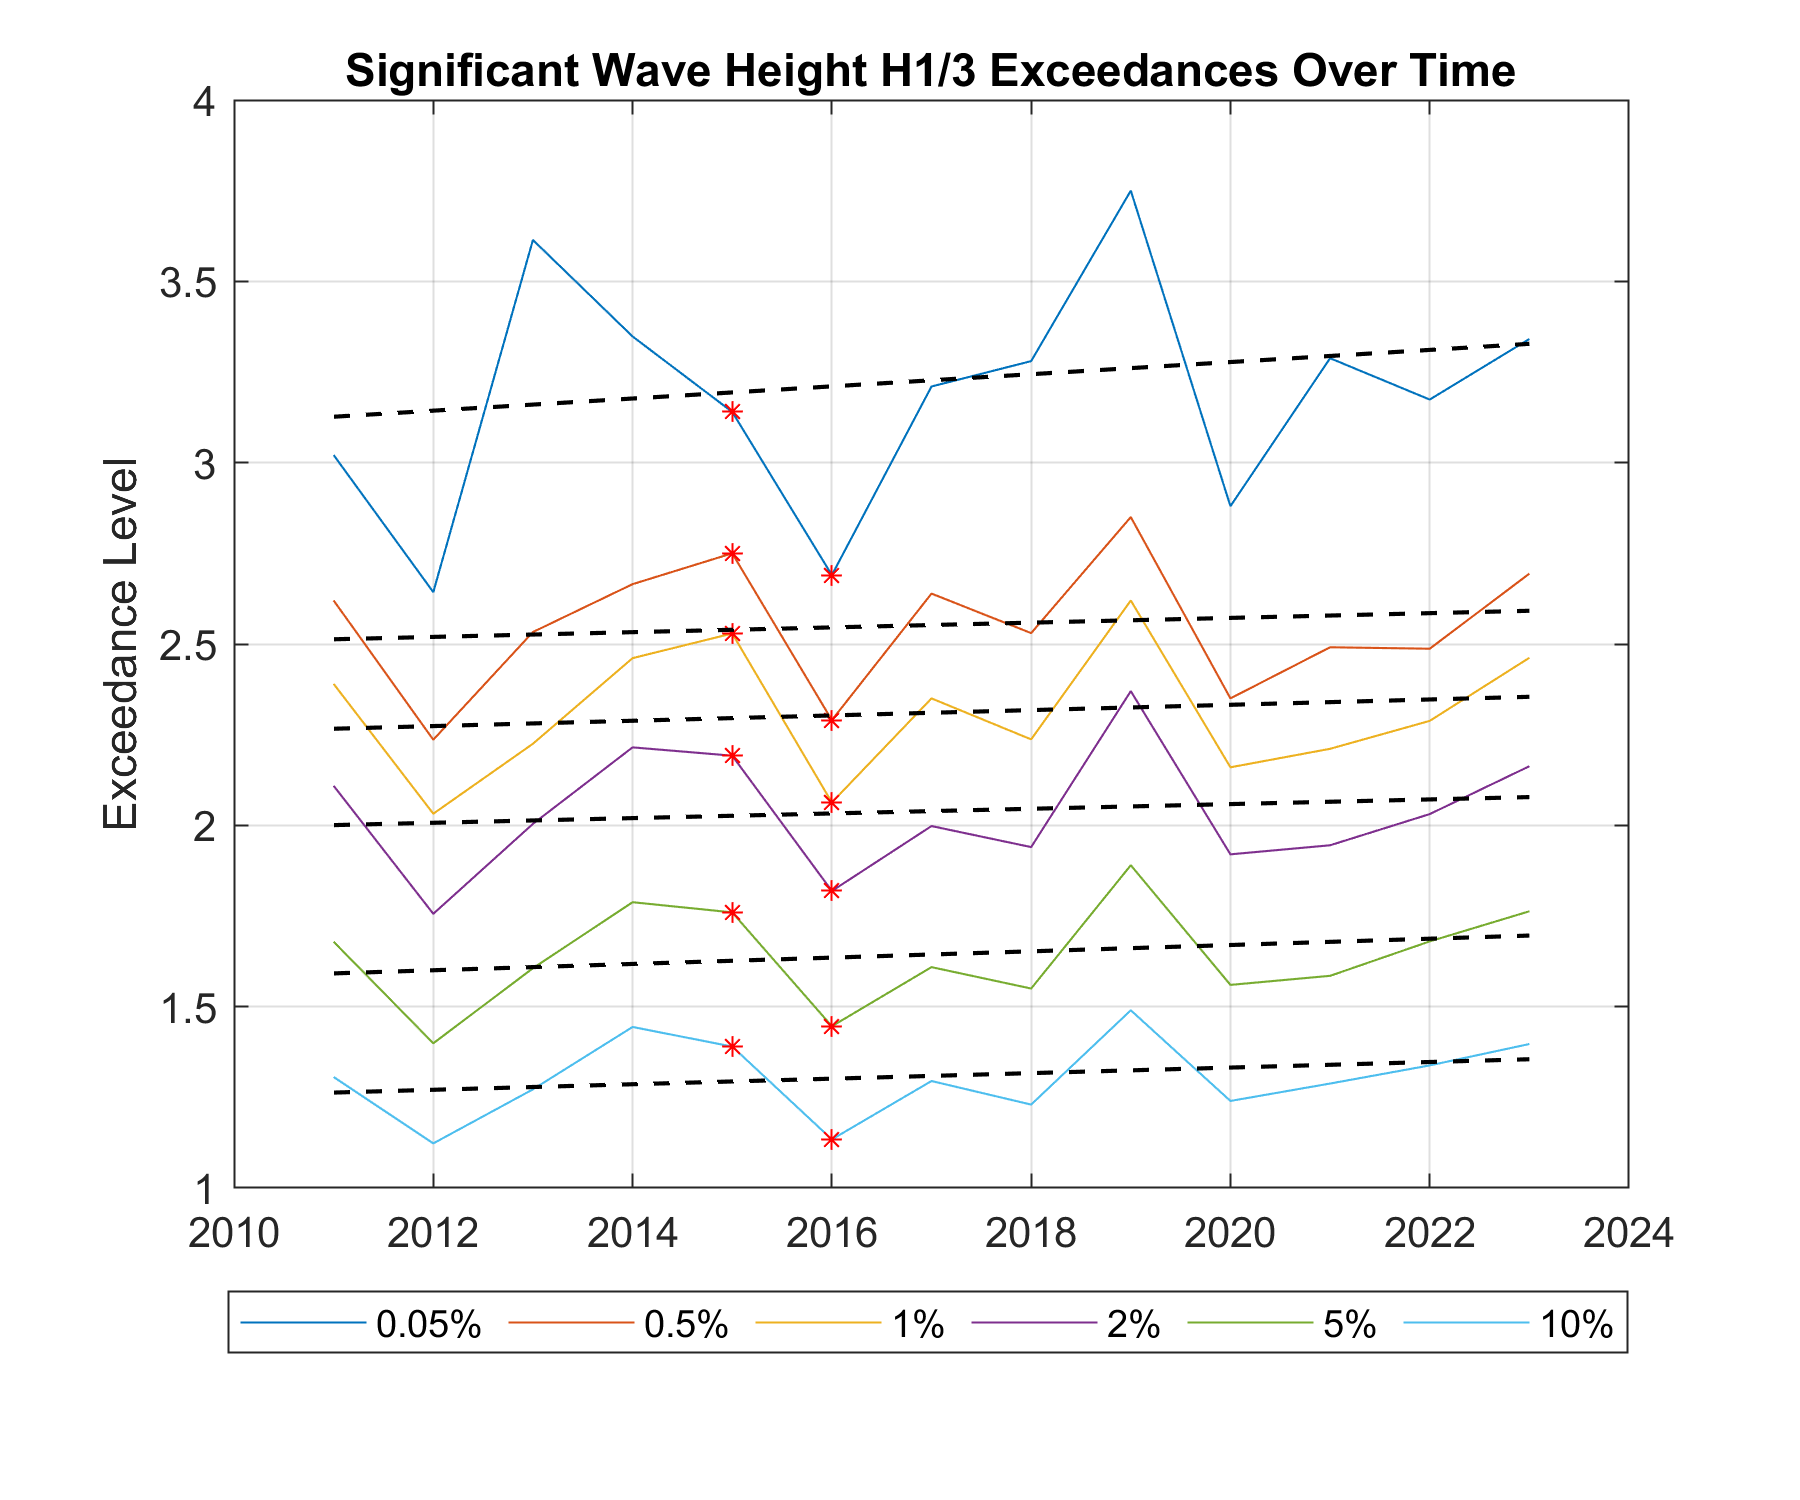 Significant Wave Height H1/3 Exceedances Over Time
4
3.5
3
2.5
2
1.5
1
Exceedance Level
2010 2012 2014 2016 2018 2020 2022 2024
0.05% 0.5% 1% 2% 5% 10%